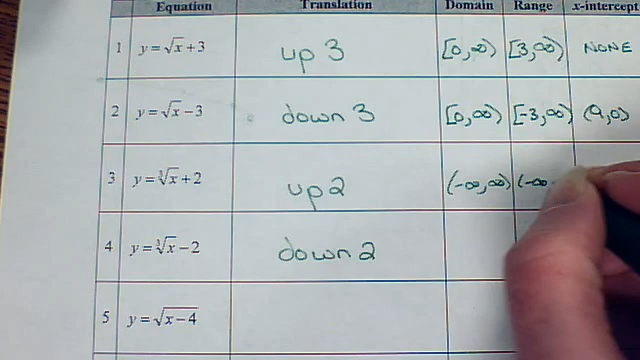 Equation Translation Domain Range x-intercept
1 y = √x + 3 up 3 [0, ∞) [3, ∞) NONE
2 y = √x − 3 down 3 [0, ∞) [-3, ∞) (9,0)
3 y = ∛x + 2 up 2 (-∞, ∞) (-∞
4 y = ∛x − 2 down 2
5 y = √(x − 4)